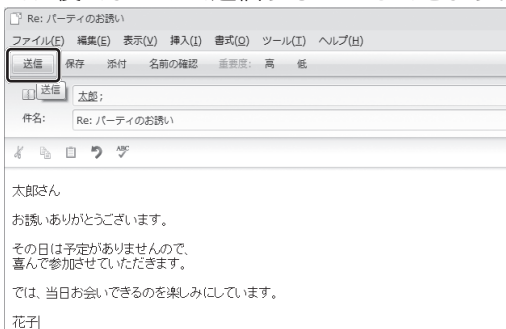 Re: パーティのお誘い
ファイル(F) 編集(E) 表示(V) 挿入(I) 書式(O) ツール(T) ヘルプ(H)
送信 保存 添付 名前の確認 重要度: 高 低
送信 太郎;
件名: Re: パーティのお誘い
ABC
太郎さん
お誘いありがとうございます。
その日は予定がありませんので、
喜んで参加させていただきます。
では、当日お会いできるのを楽しみにしています。
花子